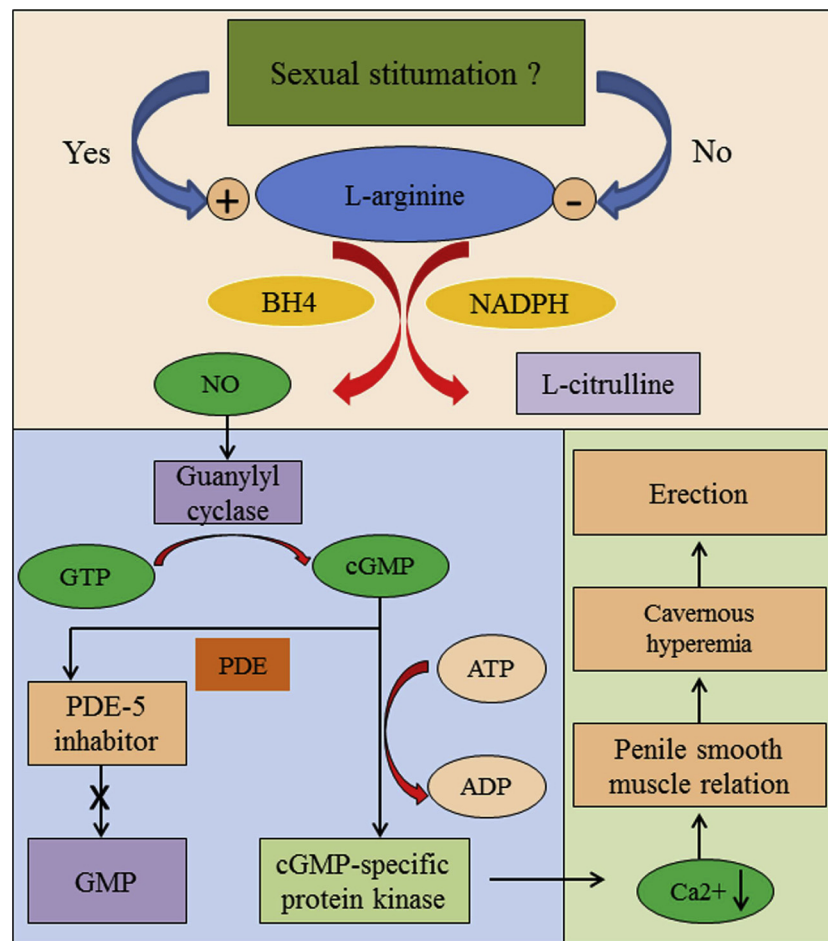 Sexual stitumation ?
Yes
No
+
L-arginine
-
BH4
NADPH
NO
L-citrulline
Guanylyl
cyclase
GTP
cGMP
PDE
ATP
PDE-5
inhabitor
X
ADP
GMP
cGMP-specific
protein kinase
Erection
Cavernous
hyperemia
Penile smooth
muscle relation
Ca2+